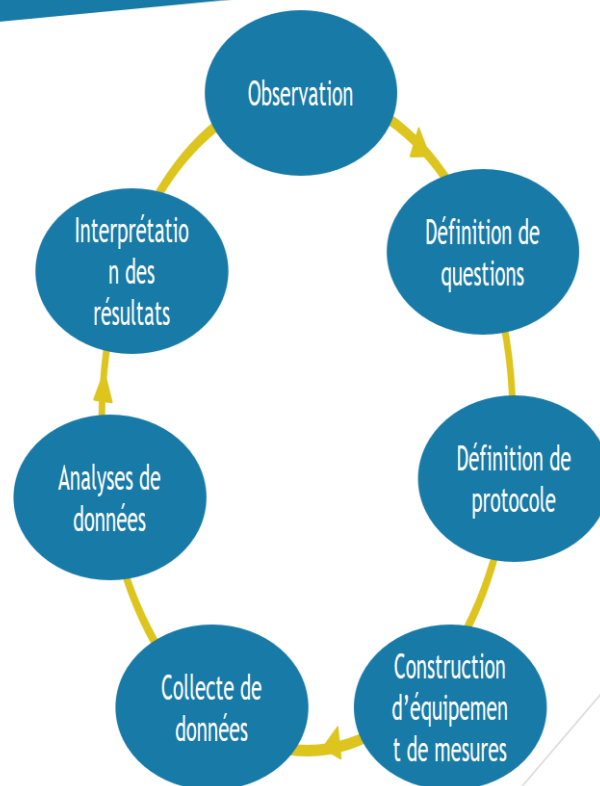 Observation
Définition de
questions
Définition de
protocole
Construction
d’équipemen
t de mesures
Collecte de
données
Analyses de
données
Interprétatio
n des
résultats